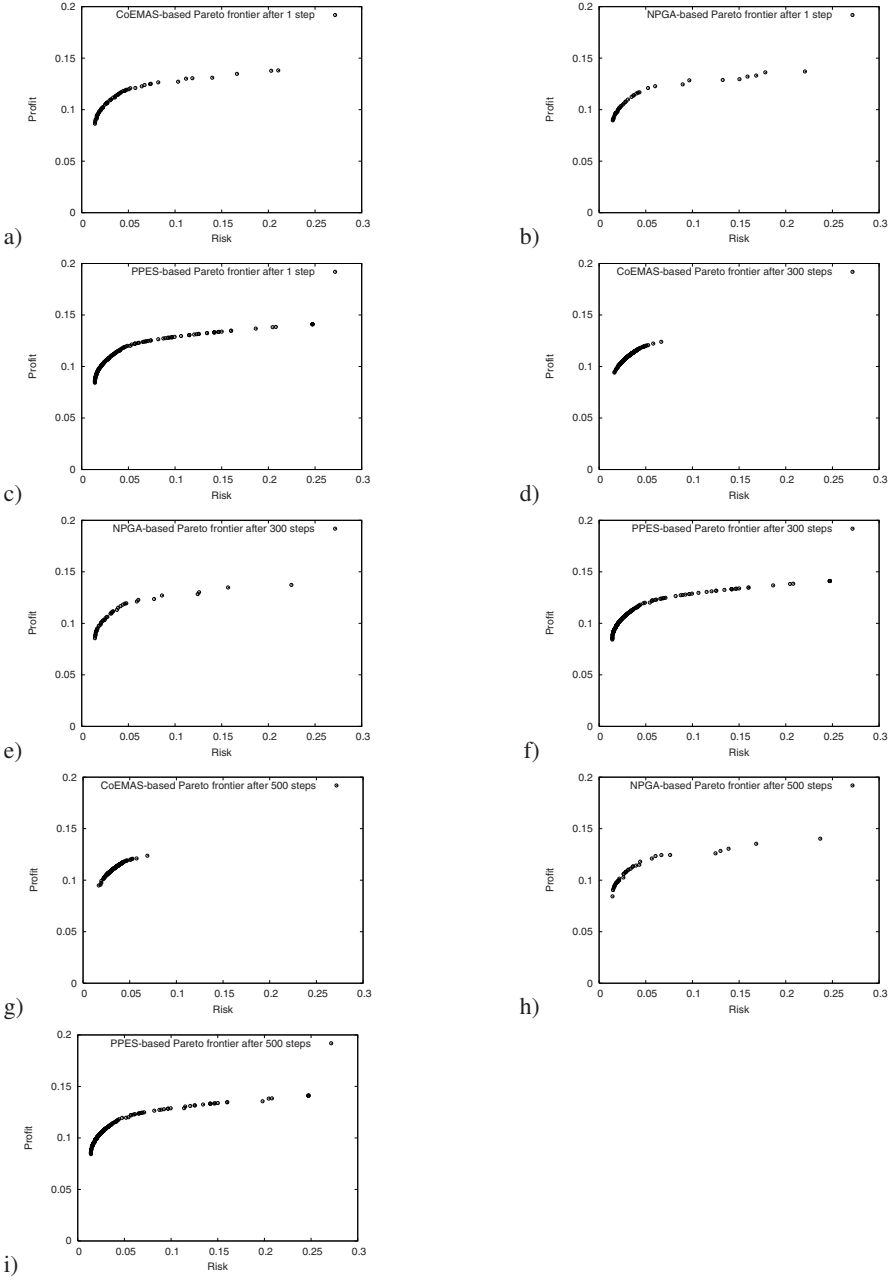 CoEMAS-based Pareto frontier after 1 step
0.2
0.15
0.1
0.05
0
Profit
0 0.05 0.1 0.15 0.2 0.25 0.3
Risk
a)
NPGA-based Pareto frontier after 1 step
0.2
0.15
0.1
0.05
0
Profit
0 0.05 0.1 0.15 0.2 0.25 0.3
Risk
b)
PPES-based Pareto frontier after 1 step
0.2
0.15
0.1
0.05
0
Profit
0 0.05 0.1 0.15 0.2 0.25 0.3
Risk
c)
CoEMAS-based Pareto frontier after 300 steps
0.2
0.15
0.1
0.05
0
Profit
0 0.05 0.1 0.15 0.2 0.25 0.3
Risk
d)
NPGA-based Pareto frontier after 300 steps
0.2
0.15
0.1
0.05
0
Profit
0 0.05 0.1 0.15 0.2 0.25 0.3
Risk
e)
PPES-based Pareto frontier after 300 steps
0.2
0.15
0.1
0.05
0
Profit
0 0.05 0.1 0.15 0.2 0.25 0.3
Risk
f)
CoEMAS-based Pareto frontier after 500 steps
0.2
0.15
0.1
0.05
0
Profit
0 0.05 0.1 0.15 0.2 0.25 0.3
Risk
g)
NPGA-based Pareto frontier after 500 steps
0.2
0.15
0.1
0.05
0
Profit
0 0.05 0.1 0.15 0.2 0.25 0.3
Risk
h)
PPES-based Pareto frontier after 500 steps
0.2
0.15
0.1
0.05
0
Profit
0 0.05 0.1 0.15 0.2 0.25 0.3
Risk
i)